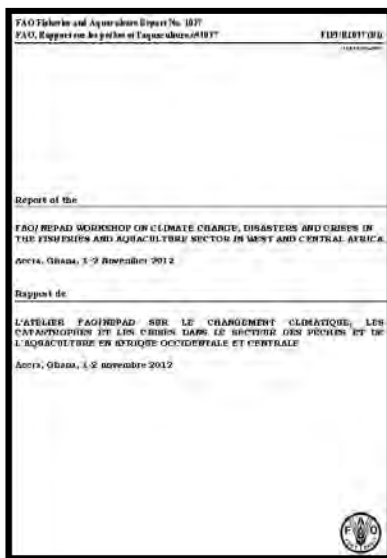 FAO Fisheries and Aquaculture Report No. 1037
FAO, Rapport sur les pêches et l'aquaculture nº1037
Report of the
FAO/NEPAD WORKSHOP ON CLIMATE CHANGE, DISASTERS AND CRISES IN
THE FISHERIES AND AQUACULTURE SECTOR IN WEST AND CENTRAL AFRICA
Accra, Ghana, 1-2 November 2012
Rapport de
L'ATELIER FAO/NEPAD SUR LE CHANGEMENT CLIMATIQUE, LES
CATASTROPHES ET LES CRISES DANS LE SECTEUR DES PÊCHES ET DE
L'AQUACULTURE EN AFRIQUE OCCIDENTALE ET CENTRALE
Accra, Ghana, 1-2 novembre 2012